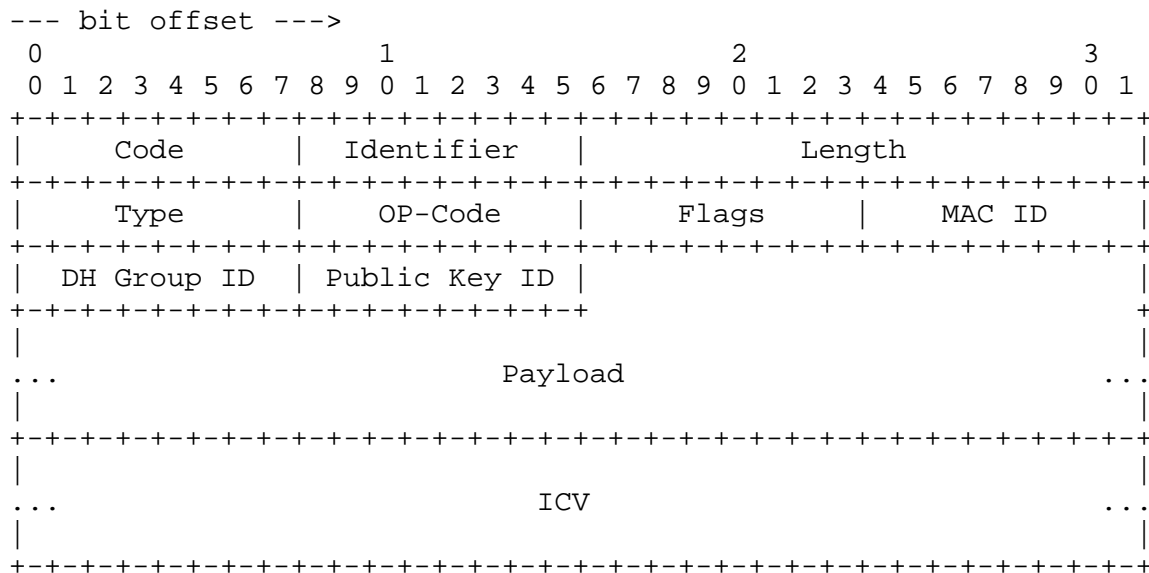 --- bit offset --->
 0                   1                   2                   3
 0 1 2 3 4 5 6 7 8 9 0 1 2 3 4 5 6 7 8 9 0 1 2 3 4 5 6 7 8 9 0 1
+-+-+-+-+-+-+-+-+-+-+-+-+-+-+-+-+-+-+-+-+-+-+-+-+-+-+-+-+-+-+-+-+
|     Code      |  Identifier   |            Length             |
+-+-+-+-+-+-+-+-+-+-+-+-+-+-+-+-+-+-+-+-+-+-+-+-+-+-+-+-+-+-+-+-+
|     Type      |    OP-Code    |     Flags     |    MAC ID     |
+-+-+-+-+-+-+-+-+-+-+-+-+-+-+-+-+-+-+-+-+-+-+-+-+-+-+-+-+-+-+-+-+
|  DH Group ID  | Public Key ID |                               |
+-+-+-+-+-+-+-+-+-+-+-+-+-+-+-+-+                               +
|                                                               |
...                         Payload                           ...
|                                                               |
+-+-+-+-+-+-+-+-+-+-+-+-+-+-+-+-+-+-+-+-+-+-+-+-+-+-+-+-+-+-+-+-+
|                                                               |
...                           ICV                             ...
|                                                               |
+-+-+-+-+-+-+-+-+-+-+-+-+-+-+-+-+-+-+-+-+-+-+-+-+-+-+-+-+-+-+-+-+